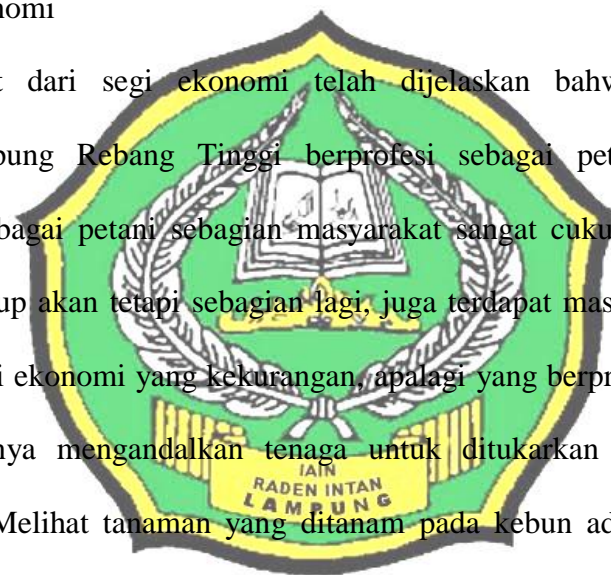 nomi
dari segi ekonomi telah dijelaskan bahw
pung Rebang Tinggi berprofesi sebagai pet
bagai petani sebagian masyarakat sangat cuku
up akan tetapi sebagian lagi, juga terdapat mas
i ekonomi yang kekurangan, apalagi yang berpr
nya mengandalkan tenaga untuk ditukarkan
IAIN
RADEN INTAN
LAMPUNG
Melihat tanaman yang ditanam pada kebun ad